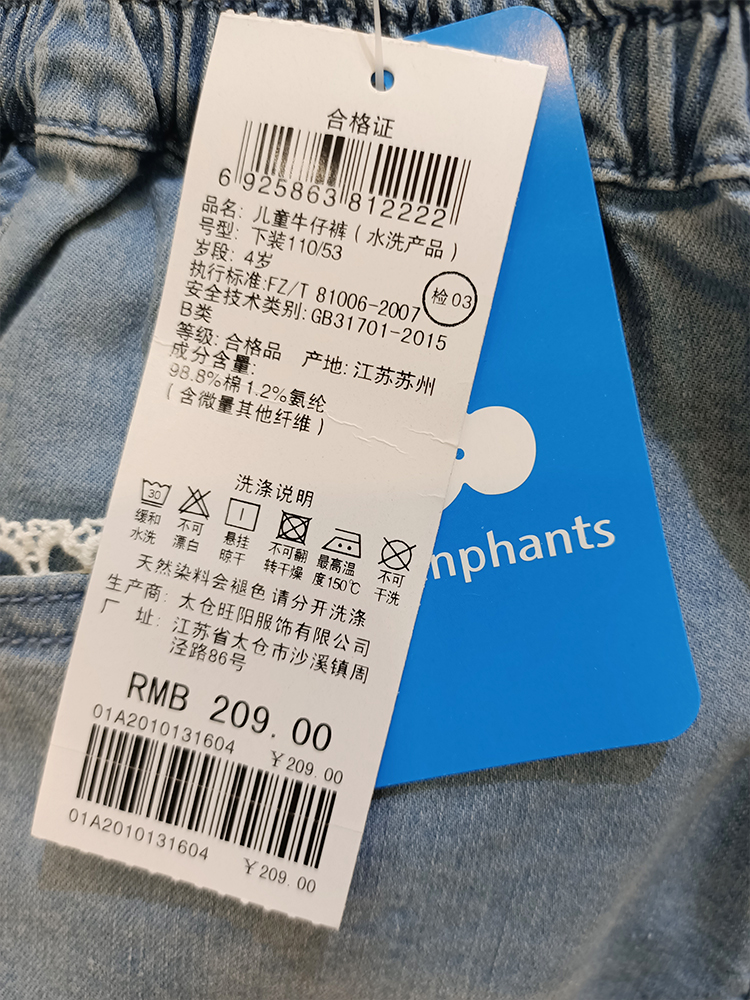 合格证
6 925863 812222
品名: 儿童牛仔裤（水洗产品）
号型: 下装110/53
岁段: 4岁
执行标准:FZ/T 81006-2007
检03
安全技术类别:GB31701-2015
B类
等级:合格品 产地:江苏苏州
成分含量:
98.8%棉1.2%氨纶
（含微量其他纤维）
洗涤说明
30
缓和
水洗
不可
漂白
悬挂
晾干
不可翻
转干燥
最高温
度150℃
不可
干洗
天然染料会褪色 请分开洗涤
生产商: 太仓旺阳服饰有限公司
厂 址: 江苏省太仓市沙溪镇周
泾路86号
RMB 209.00
01A2010131604 ￥209.00
01A2010131604 ￥209.00
nphants